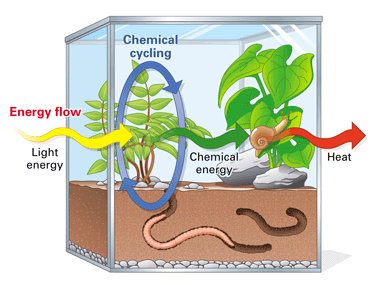 Chemical
cycling
Energy flow
Light
energy
Chemical
energy
Heat